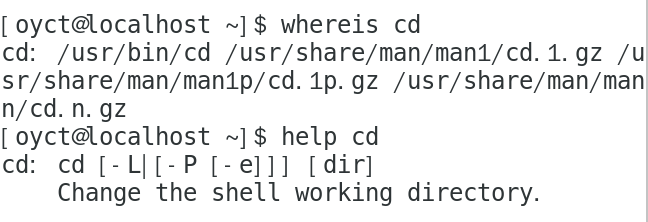 [oyct@localhost ~]$ whereis cd
cd: /usr/bin/cd /usr/share/man/man1/cd.1.gz /u
sr/share/man/man1p/cd.1p.gz /usr/share/man/man
n/cd.n.gz
[oyct@localhost ~]$ help cd
cd: cd [-L|[-P [-e]]] [dir]
    Change the shell working directory.